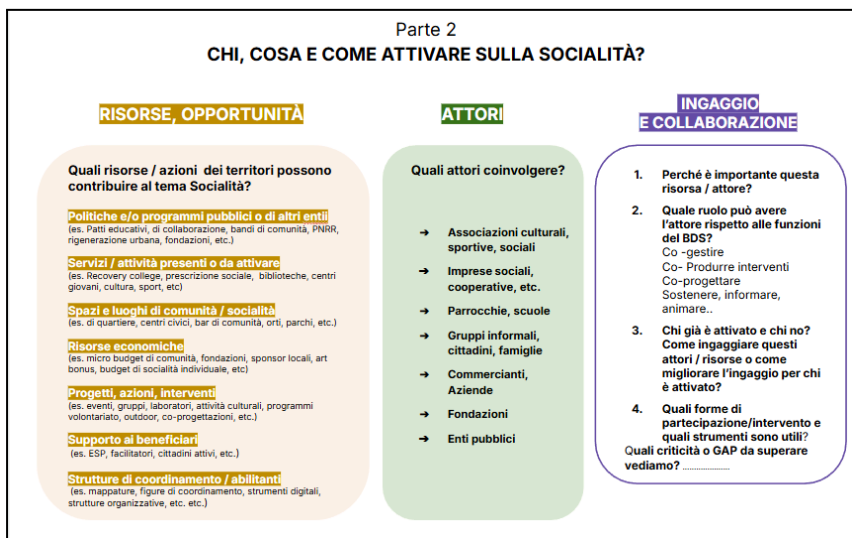 Parte 2
CHI, COSA E COME ATTIVARE SULLA SOCIALITÀ?
RISORSE, OPPORTUNITÀ
Quali risorse / azioni dei territori possono
contribuire al tema Socialità?
Politiche e/o programmi pubblici o di altri entii
(es. Patti educativi, di collaborazione, bandi di comunità, PNRR,
rigenerazione urbana, fondazioni, etc.)
Servizi / attività presenti o da attivare
(es. Recovery college, prescrizione sociale, biblioteche, centri
giovani, cultura, sport, etc)
Spazi e luoghi di comunità / socialità
(es. di quartiere, centri civici, bar di comunità, orti, parchi, etc.)
Risorse economiche
(es. micro budget di comunità, fondazioni, sponsor locali, art
bonus, budget di socialità individuale, etc)
Progetti, azioni, interventi
(es. eventi, gruppi, laboratori, attività culturali, programmi
volontariato, outdoor, co-progettazioni, etc.)
Supporto ai beneficiari
(es. ESP, facilitatori, cittadini attivi, etc.)
Strutture di coordinamento / abilitanti
(es. mappature, figure di coordinamento, strumenti digitali,
strutture organizzative, etc. etc.)
ATTORI
Quali attori coinvolgere?
➔ Associazioni culturali,
sportive, sociali
➔ Imprese sociali,
cooperative, etc.
➔ Parrocchie, scuole
➔ Gruppi informali,
cittadini, famiglie
➔ Commercianti,
Aziende
➔ Fondazioni
➔ Enti pubblici
INGAGGIO
E COLLABORAZIONE
1. Perché è importante questa
risorsa / attore?
2. Quale ruolo può avere
l'attore rispetto alle funzioni
del BDS?
Co -gestire
Co- Produrre interventi
Co-progettare
Sostenere, informare,
animare..
3. Chi già è attivato e chi no?
Come ingaggiare questi
attori / risorse o come
migliorare l'ingaggio per chi
è attivato?
4. Quali forme di
partecipazione/intervento e
quali strumenti sono utili?
Quali criticità o GAP da superare
vediamo? .....................